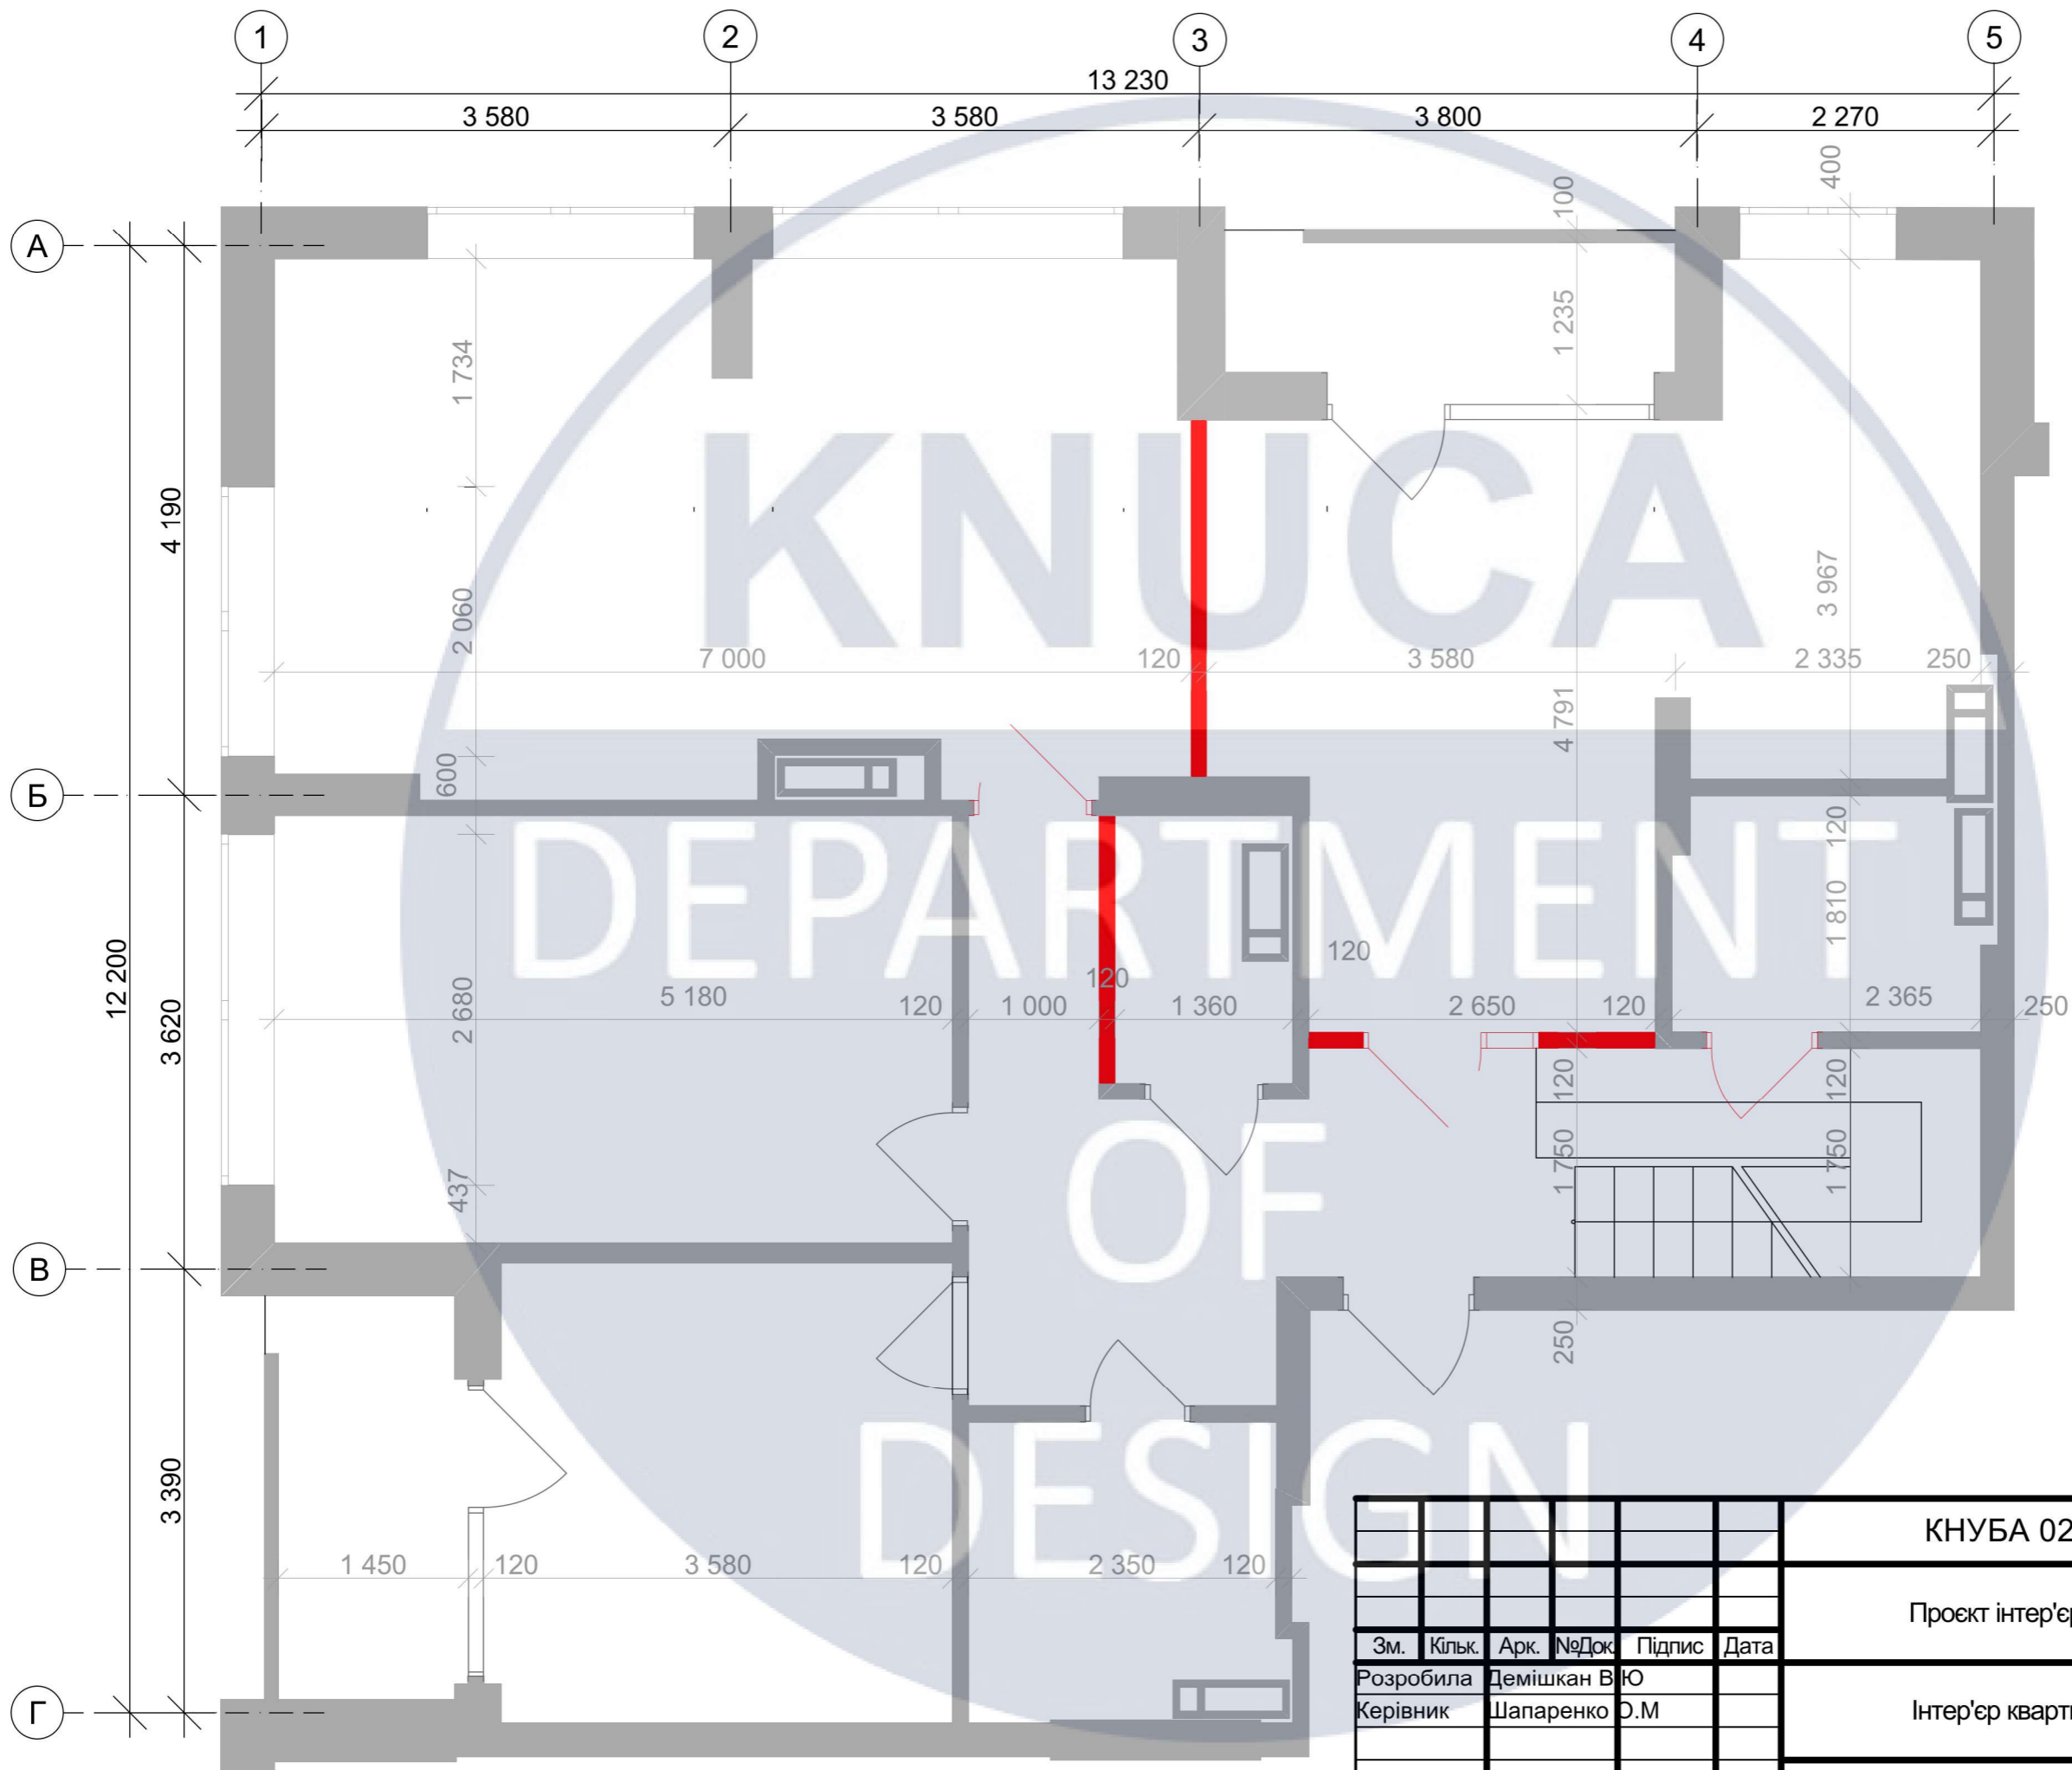 1 2 3 4 5
13 230
3 580 3 580 3 800 2 270
А
Б
В
Г
12 200
4 190
3 620
3 390
400
100
1 235
1 734
2 060
600
3 967
4 791
7 000 120 3 580 2 335 250
KNUCA
DEPARTMENT
OF
DESIGN
120
1 810
120
120
5 180 120 1 000 1 360 2 650 120 2 365 250
2 680
437
120
120
1 750
1 750
250
1 450 120 3 580 120 2 350 120
КНУБА 02
Проєкт інтер'єр
Зм. Кільк. Арк. №Док. Підпис Дата
Розробила Демішкан В.Ю
Керівник Шапаренко О.М
Інтер'єр кварт